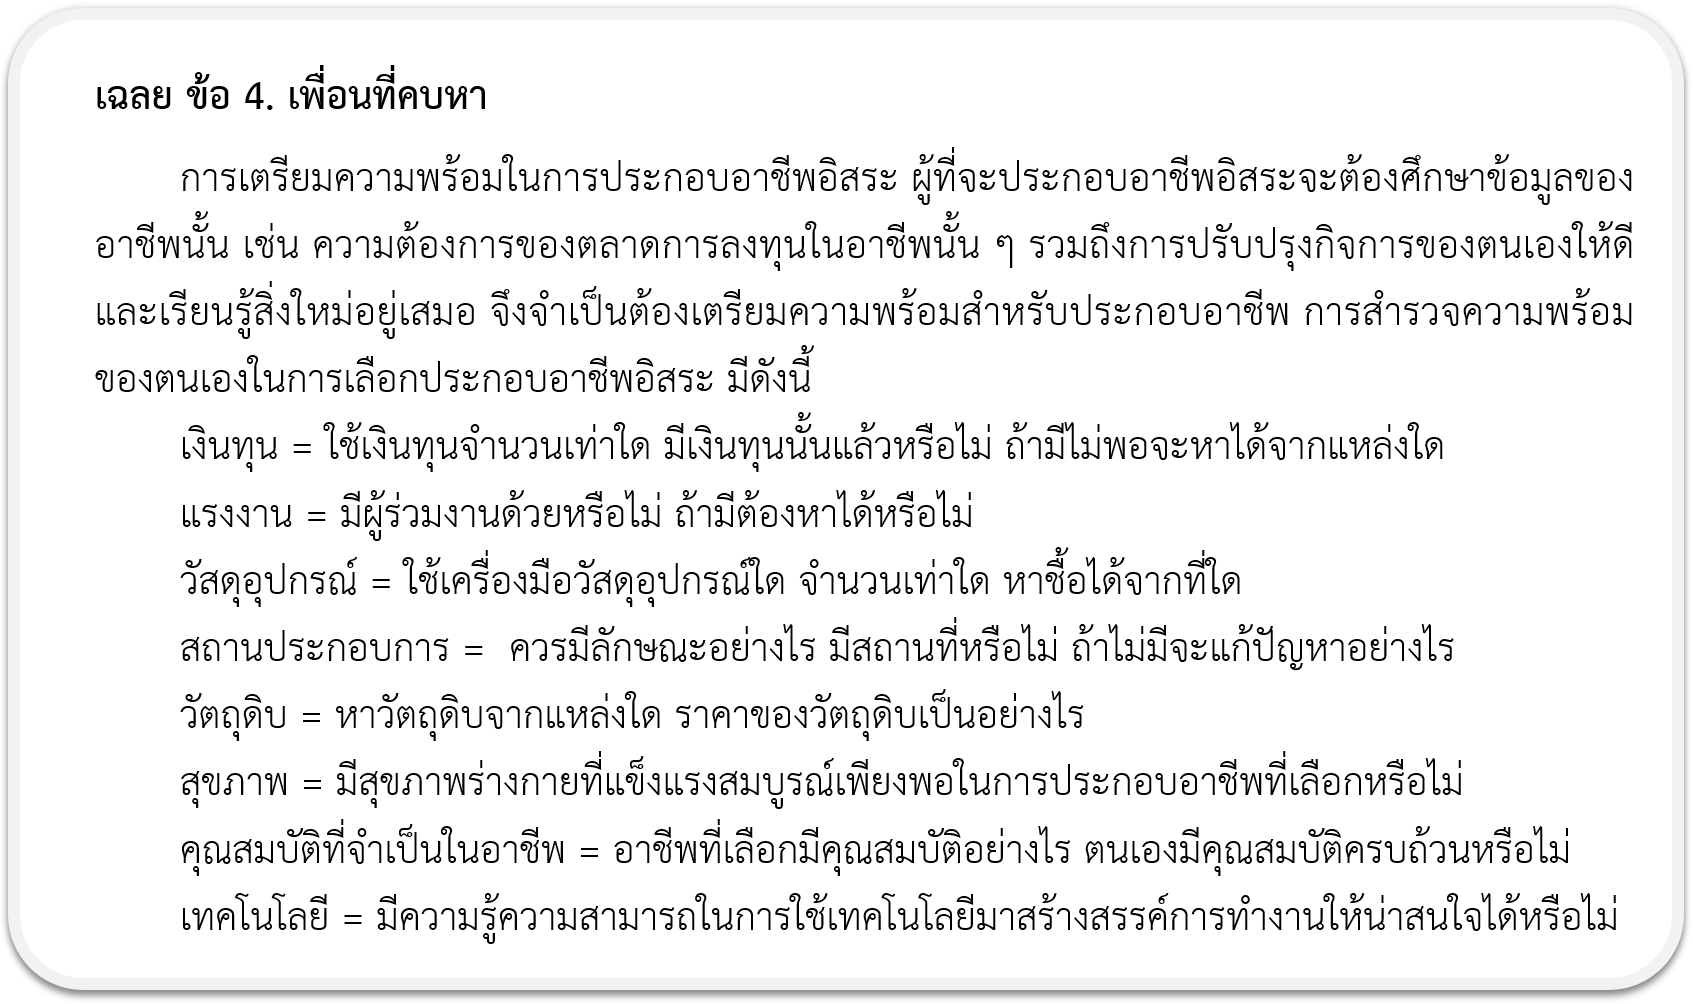 เฉลย ข้อ 4. เพื่อนที่คบหา
การเตรียมความพร้อมในการประกอบอาชีพอิสระ ผู้ที่จะประกอบอาชีพอิสระจะต้องศึกษาข้อมูลของ
อาชีพนั้น เช่น ความต้องการของตลาดการลงทุนในอาชีพนั้น ๆ รวมถึงการปรับปรุงกิจการของตนเองให้ดี
และเรียนรู้สิ่งใหม่อยู่เสมอ จึงจำเป็นต้องเตรียมความพร้อมสำหรับประกอบอาชีพ การสำรวจความพร้อม
ของตนเองในการเลือกประกอบอาชีพอิสระ มีดังนี้
เงินทุน = ใช้เงินทุนจำนวนเท่าใด มีเงินทุนนั้นแล้วหรือไม่ ถ้ามีไม่พอจะหาได้จากแหล่งใด
แรงงาน = มีผู้ร่วมงานด้วยหรือไม่ ถ้ามีต้องหาได้หรือไม่
วัสดุอุปกรณ์ = ใช้เครื่องมือวัสดุอุปกรณ์ใด จำนวนเท่าใด หาซื้อได้จากที่ใด
สถานประกอบการ =  ควรมีลักษณะอย่างไร มีสถานที่หรือไม่ ถ้าไม่มีจะแก้ปัญหาอย่างไร
วัตถุดิบ = หาวัตถุดิบจากแหล่งใด ราคาของวัตถุดิบเป็นอย่างไร
สุขภาพ = มีสุขภาพร่างกายที่แข็งแรงสมบูรณ์เพียงพอในการประกอบอาชีพที่เลือกหรือไม่
คุณสมบัติที่จำเป็นในอาชีพ = อาชีพที่เลือกมีคุณสมบัติอย่างไร ตนเองมีคุณสมบัติครบถ้วนหรือไม่
เทคโนโลยี = มีความรู้ความสามารถในการใช้เทคโนโลยีมาสร้างสรรค์การทำงานให้น่าสนใจได้หรือไม่